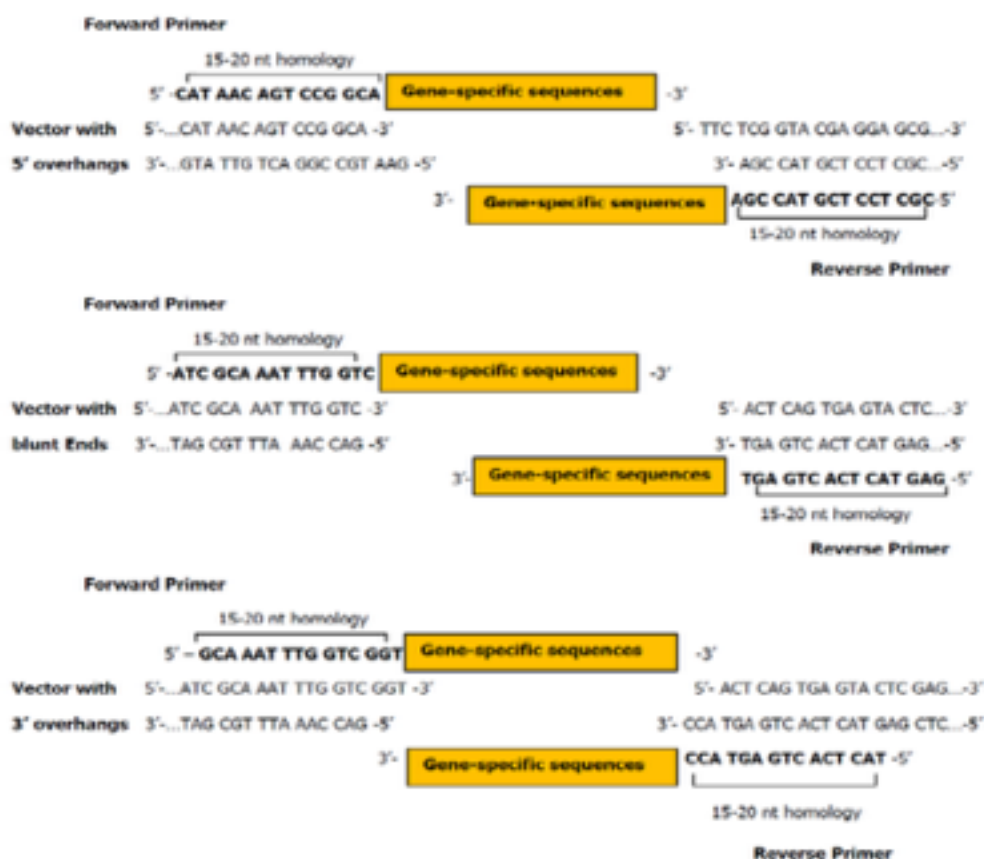 Forward Primer
15-20 nt homology
5′ -CAT AAC AGT CCG GCA Gene-specific sequences -3′
Vector with 5′-...CAT AAC AGT CCG GCA -3′ 5′- TTC TCG GTA CGA GGA GCG...-3′
5′ overhangs 3′-...GTA TTG TCA GGC CGT AAG -5′ 3′- AGC CAT GCT CCT CGC...-5′
3′- Gene-specific sequences AGC CAT GCT CCT CGC-5′
15-20 nt homology
Reverse Primer
Forward Primer
15-20 nt homology
5′ -ATC GCA AAT TTG GTC Gene-specific sequences -3′
Vector with 5′-...ATC GCA AAT TTG GTC -3′ 5′- ACT CAG TGA GTA CTC...-3′
blunt Ends 3′-...TAG CGT TTA AAC CAG -5′ 3′- TGA GTC ACT CAT GAG...-5′
3′- Gene-specific sequences TGA GTC ACT CAT GAG -5′
15-20 nt homology
Reverse Primer
Forward Primer
15-20 nt homology
5′ – GCA AAT TTG GTC GGT Gene-specific sequences -3′
Vector with 5′-...ATC GCA AAT TTG GTC GGT -3′ 5′- ACT CAG TGA GTA CTC GAG...-3′
3′ overhangs 3′-...TAG CGT TTA AAC CAG -5′ 3′- CCA TGA GTC ACT CAT GAG CTC...-5′
3′- Gene-specific sequences CCA TGA GTC ACT CAT -5′
15-20 nt homology
Reverse Primer